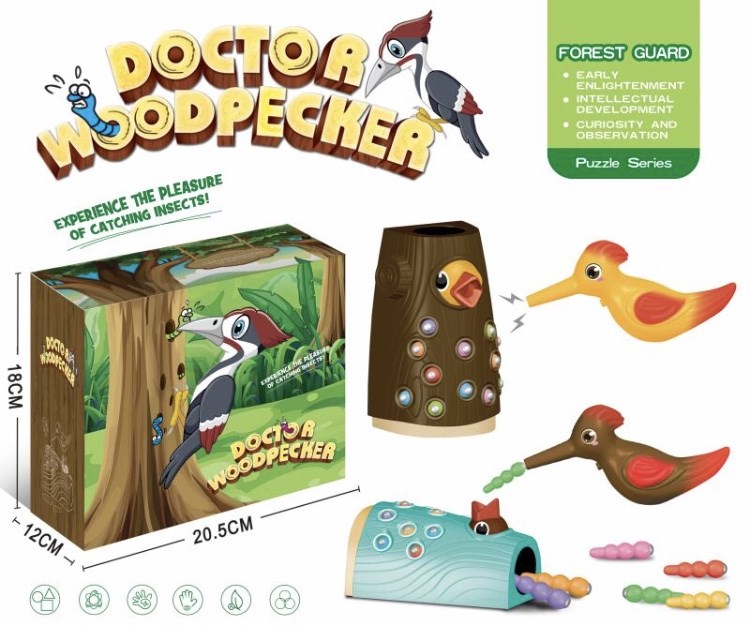 DOCTOR
WOODPECKER
FOREST GUARD
• EARLY
ENLIGHTENMENT
• INTELLECTUAL
DEVELOPMENT
• CURIOSITY AND
OBSERVATION
Puzzle Series
EXPERIENCE THE PLEASURE
OF CATCHING INSECTS!
DOCTOR
WOODPECKER
EXPERIENCE THE PLEASURE
OF CATCHING INSECTS!
DOCTOR
WOODPECKER
18CM
12CM
20.5CM